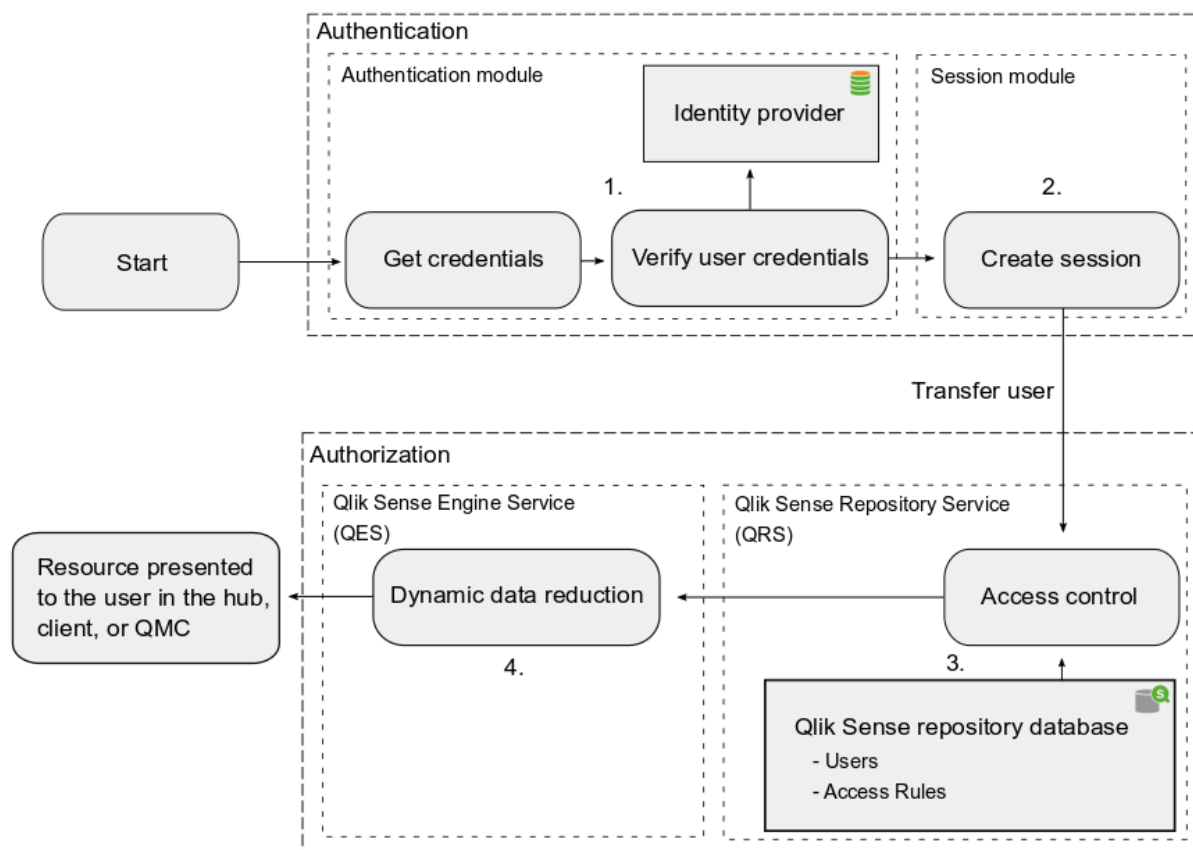 Authentication
Authentication module
Session module
Identity provider
1.
2.
Start
Get credentials
Verify user credentials
Create session
Transfer user
Authorization
Qlik Sense Engine Service
(QES)
Qlik Sense Repository Service
(QRS)
Resource presented
to the user in the hub,
client, or QMC
Dynamic data reduction
Access control
4.
3.
S
Qlik Sense repository database
- Users
- Access Rules